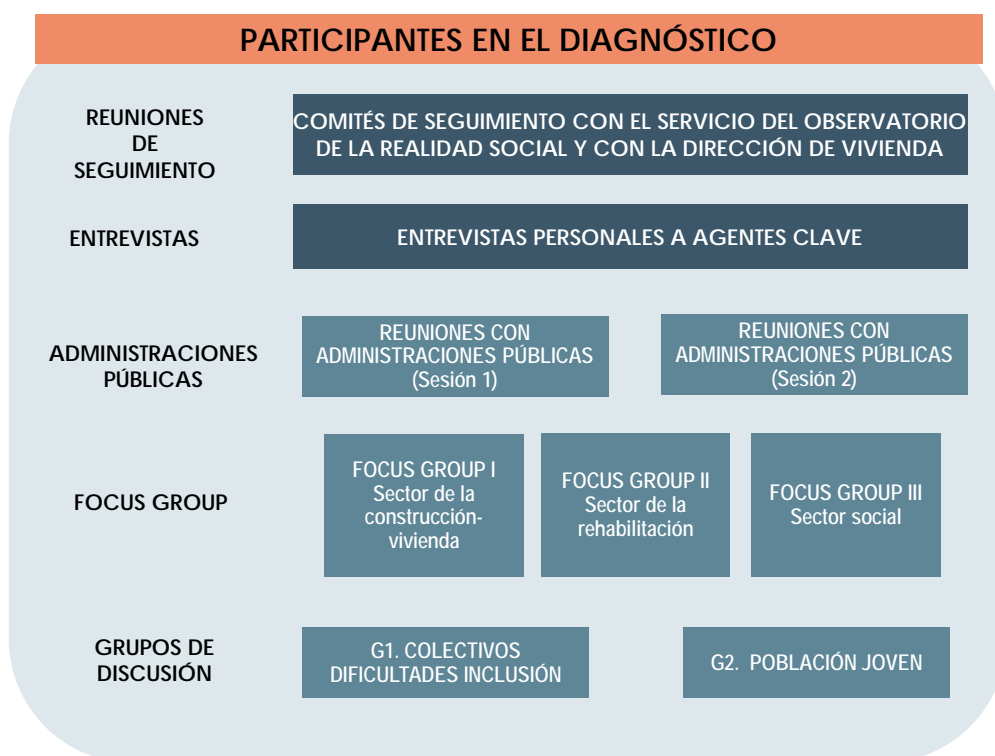 PARTICIPANTES EN EL DIAGNÓSTICO
REUNIONES
DE
SEGUIMIENTO
COMITÉS DE SEGUIMIENTO CON EL SERVICIO DEL OBSERVATORIO
DE LA REALIDAD SOCIAL Y CON LA DIRECCIÓN DE VIVIENDA
ENTREVISTAS
ENTREVISTAS PERSONALES A AGENTES CLAVE
ADMINISTRACIONES
PÚBLICAS
REUNIONES CON
ADMINISTRACIONES PÚBLICAS
(Sesión 1)
REUNIONES CON
ADMINISTRACIONES PÚBLICAS
(Sesión 2)
FOCUS GROUP
FOCUS GROUP I
Sector de la
construcción-
vivienda
FOCUS GROUP II
Sector de la
rehabilitación
FOCUS GROUP III
Sector social
GRUPOS DE
DISCUSIÓN
G1. COLECTIVOS
DIFICULTADES INCLUSIÓN
G2. POBLACIÓN JOVEN